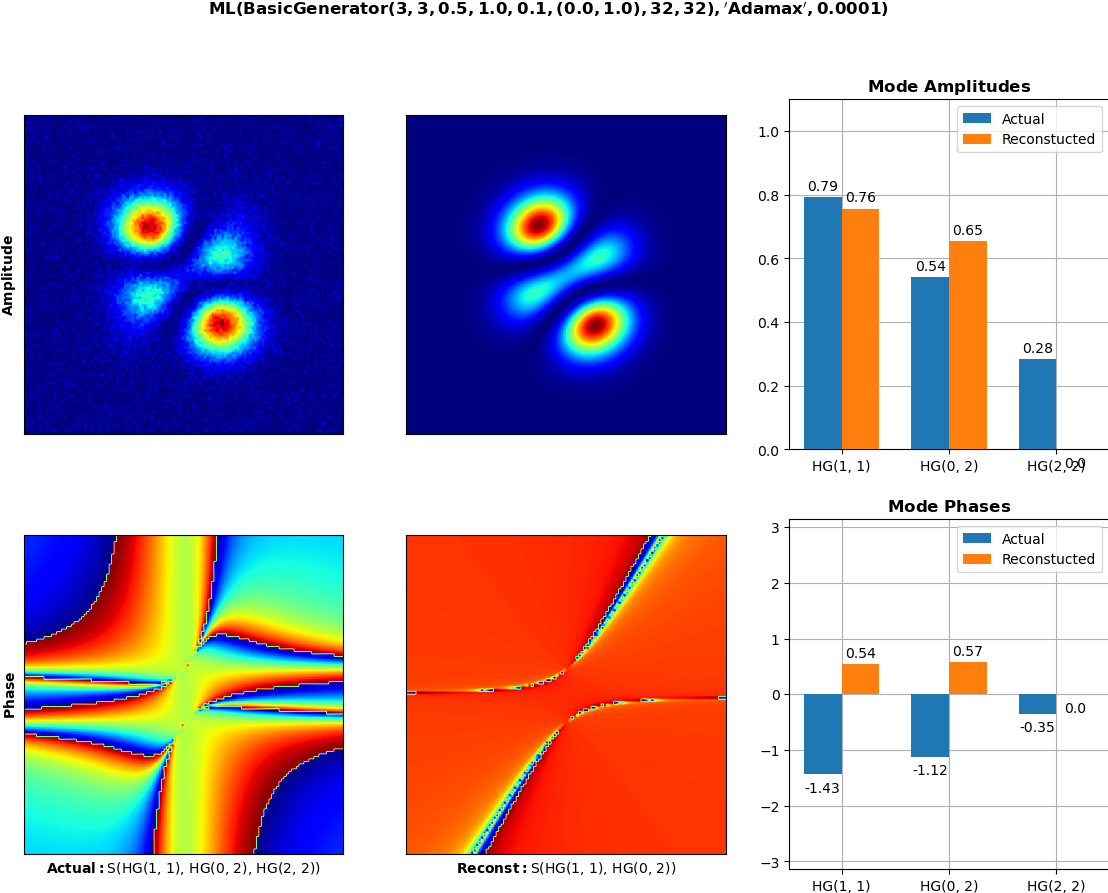 ML(BasicGenerator(3, 3, 0.5, 1.0, 0.1, (0.0, 1.0), 32, 32), ′Adamax′, 0.0001)
Amplitude
Mode Amplitudes
Actual
Reconstucted
1.0
0.8
0.6
0.4
0.2
0.0
0.79
0.76
0.54
0.65
0.28
0.0
HG(1, 1)
HG(0, 2)
HG(2, 2)
Phase
Actual: S(HG(1, 1), HG(0, 2), HG(2, 2))
Reconst: S(HG(1, 1), HG(0, 2))
Mode Phases
Actual
Reconstucted
3
2
1
0
−1
−2
−3
0.54
0.57
0.0
-1.43
-1.12
-0.35
HG(1, 1)
HG(0, 2)
HG(2, 2)